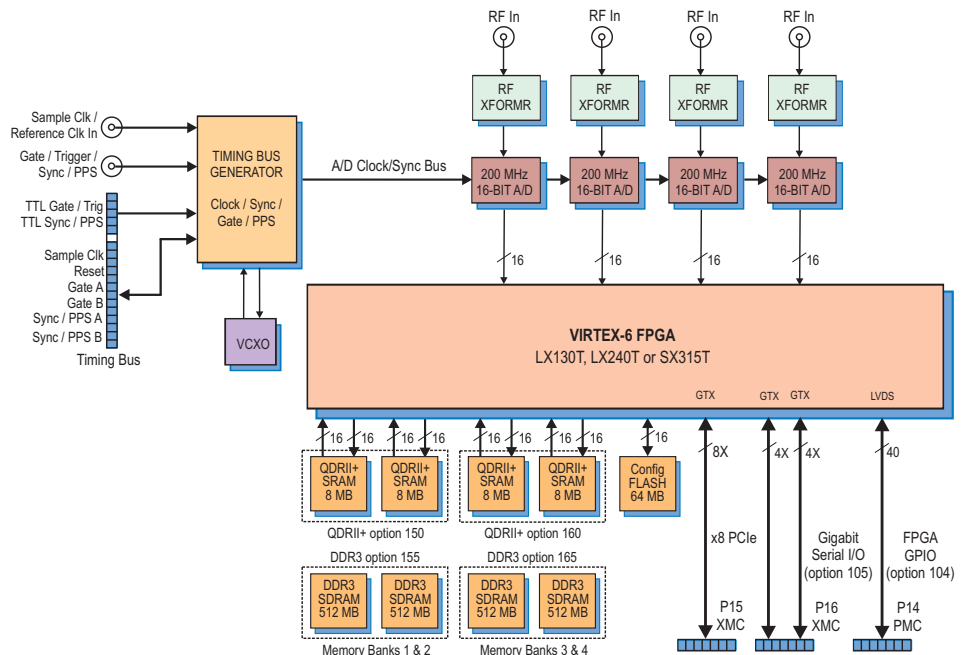 RF In
RF In
RF In
RF In
RF
XFORMR
RF
XFORMR
RF
XFORMR
RF
XFORMR
Sample Clk /
Reference Clk In
Gate / Trigger /
Sync / PPS
TTL Gate / Trig
TTL Sync / PPS
Sample Clk
Reset
Gate A
Gate B
Sync / PPS A
Sync / PPS B
Timing Bus
TIMING BUS
GENERATOR
Clock / Sync /
Gate / PPS
VCXO
A/D Clock/Sync Bus
200 MHz
16-BIT A/D
200 MHz
16-BIT A/D
200 MHz
16-BIT A/D
200 MHz
16-BIT A/D
16
16
16
16
VIRTEX-6 FPGA
LX130T, LX240T or SX315T
GTX
GTX
GTX
LVDS
16
16
16
16
16
16
16
16
16
8X
4X
4X
40
QDRII+
SRAM
8 MB
QDRII+
SRAM
8 MB
QDRII+
SRAM
8 MB
QDRII+
SRAM
8 MB
Config
FLASH
64 MB
QDRII+ option 150
QDRII+ option 160
DDR3 option 155
DDR3 option 165
DDR3
SDRAM
512 MB
DDR3
SDRAM
512 MB
DDR3
SDRAM
512 MB
DDR3
SDRAM
512 MB
Memory Banks 1 & 2
Memory Banks 3 & 4
x8 PCIe
Gigabit
Serial I/O
(option 105)
FPGA
GPIO
(option 104)
P15
XMC
P16
XMC
P14
PMC